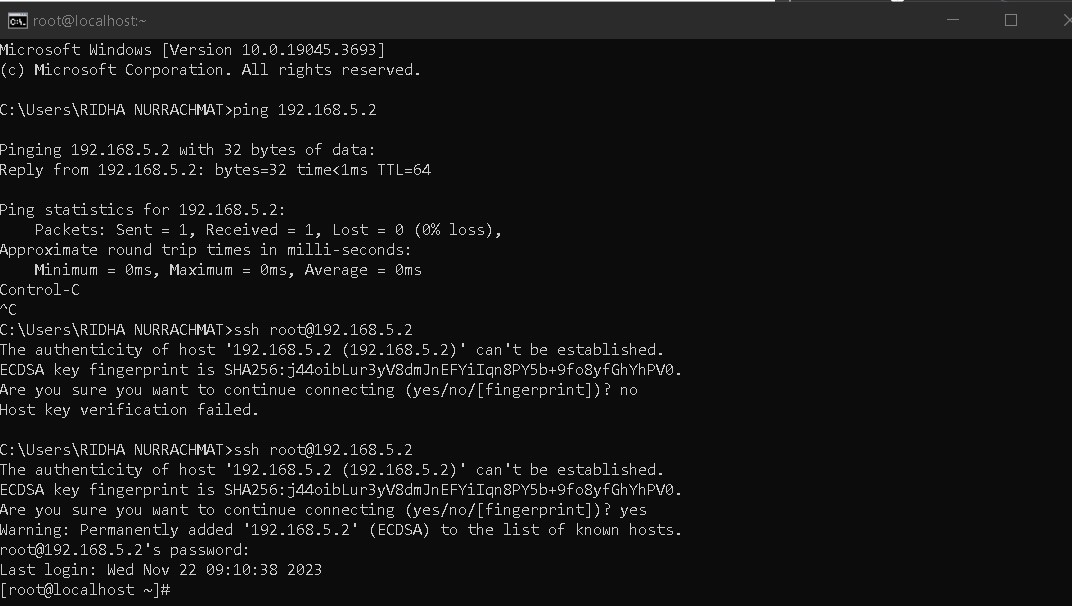 root@localhost:~
Microsoft Windows [Version 10.0.19045.3693]
(c) Microsoft Corporation. All rights reserved.
C:\Users\RIDHA NURRACHMAT>ping 192.168.5.2
Pinging 192.168.5.2 with 32 bytes of data:
Reply from 192.168.5.2: bytes=32 time<1ms TTL=64
Ping statistics for 192.168.5.2:
    Packets: Sent = 1, Received = 1, Lost = 0 (0% loss),
Approximate round trip times in milli-seconds:
    Minimum = 0ms, Maximum = 0ms, Average = 0ms
Control-C
^C
C:\Users\RIDHA NURRACHMAT>ssh root@192.168.5.2
The authenticity of host '192.168.5.2 (192.168.5.2)' can't be established.
ECDSA key fingerprint is SHA256:j44oibLur3yV8dmJnEFYiIqn8PY5b+9fo8yfGhYhPV0.
Are you sure you want to continue connecting (yes/no/[fingerprint])? no
Host key verification failed.
C:\Users\RIDHA NURRACHMAT>ssh root@192.168.5.2
The authenticity of host '192.168.5.2 (192.168.5.2)' can't be established.
ECDSA key fingerprint is SHA256:j44oibLur3yV8dmJnEFYiIqn8PY5b+9fo8yfGhYhPV0.
Are you sure you want to continue connecting (yes/no/[fingerprint])? yes
Warning: Permanently added '192.168.5.2' (ECDSA) to the list of known hosts.
root@192.168.5.2's password:
Last login: Wed Nov 22 09:10:38 2023
[root@localhost ~]#